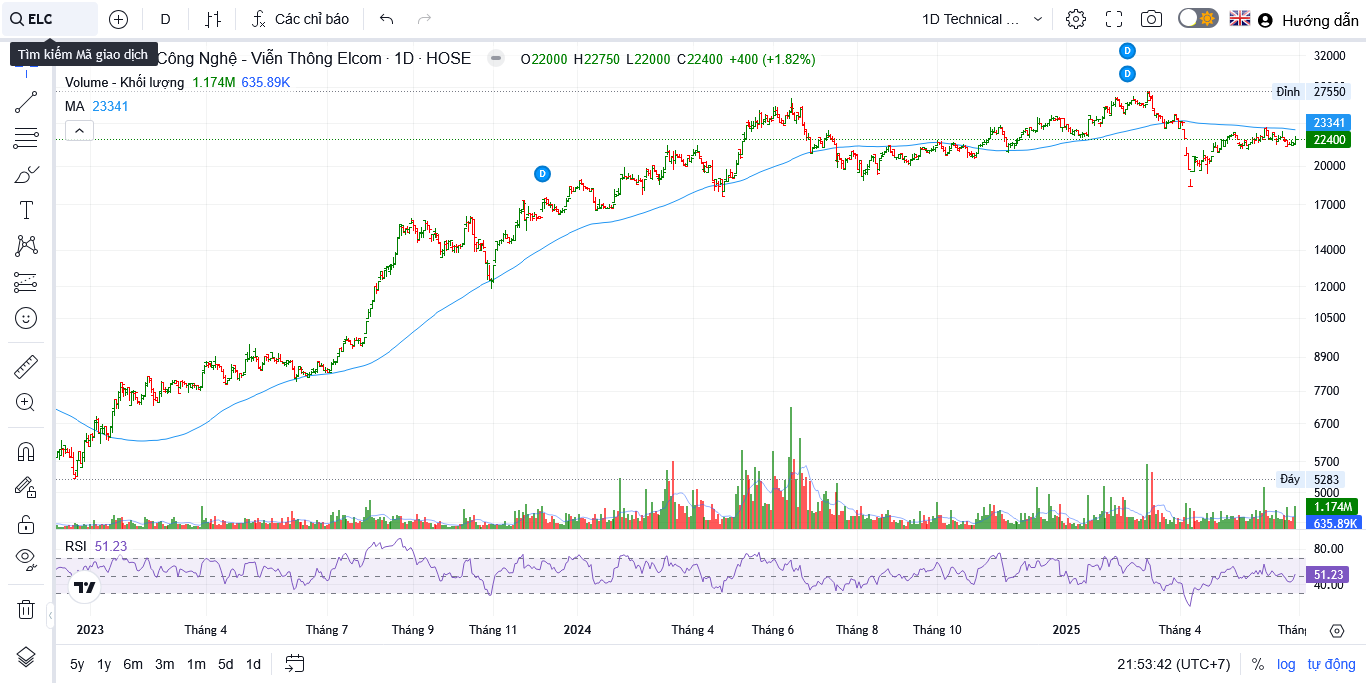 ELC
D
Các chỉ báo
1D Technical ...
Hướng dẫn
Tìm kiếm Mã giao dịch
Công Nghệ - Viễn Thông Elcom · 1D · HOSE
O22000 H22750 L22000 C22400 +400 (+1.82%)
Volume - Khối lượng 1.174M 635.89K
MA 23341
D
D
D
32000
Đỉnh 27550
23341
22400
20000
17000
14000
12000
10500
8900
7700
6700
5700
Đáy 5283
5000
1.174M
635.89K
RSI 51.23
80.00
51.23
40.00
2023 Tháng 4 Tháng 7 Tháng 9 Tháng 11 2024 Tháng 4 Tháng 6 Tháng 8 Tháng 10 2025 Tháng 4 Thán
5y 1y 6m 3m 1m 5d 1d
21:53:42 (UTC+7) % log tự động